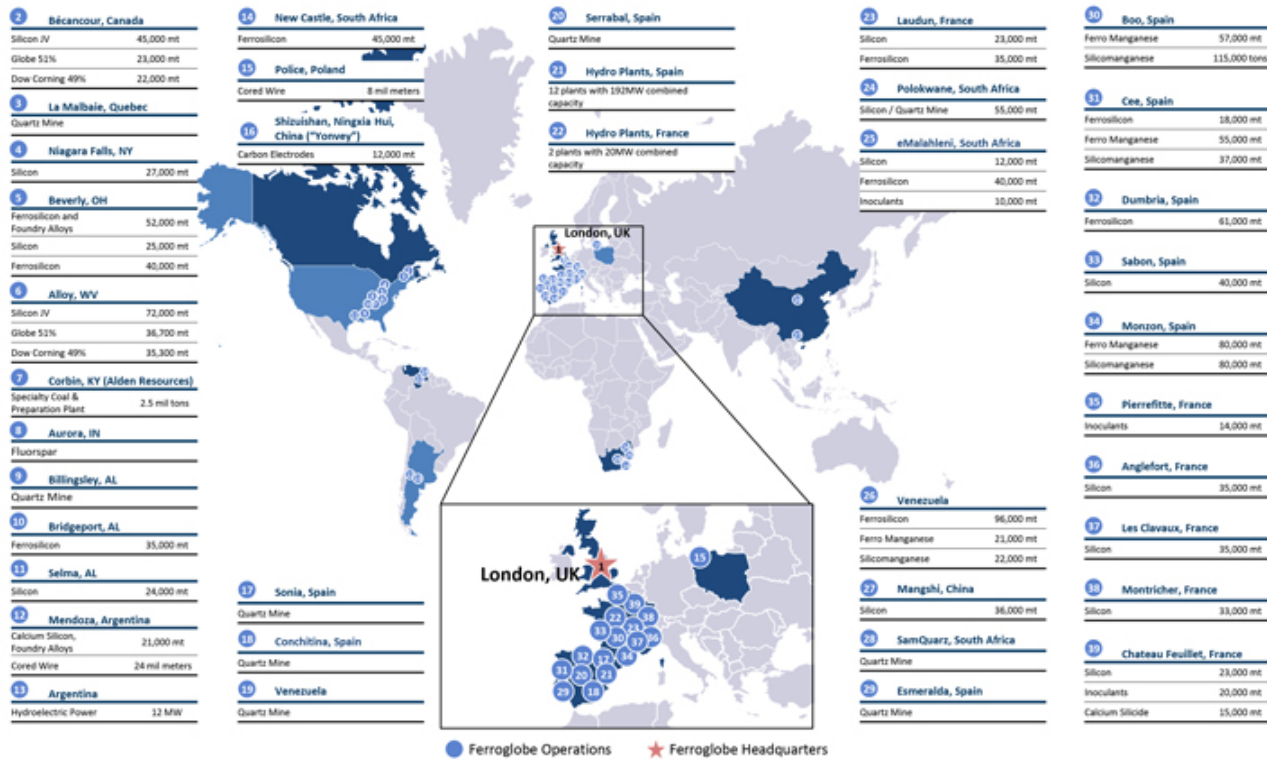 2 Bécancour, Canada
Silicon JV 45,000 mt
Globe 51% 23,000 mt
Dow Corning 49% 22,000 mt
3 La Malbaie, Quebec
Quartz Mine
4 Niagara Falls, NY
Silicon 27,000 mt
5 Beverly, OH
Ferrosilicon and
Foundry Alloys 52,000 mt
Silicon 25,000 mt
Ferrosilicon 40,000 mt
6 Alloy, WV
Silicon JV 72,000 mt
Globe 51% 36,700 mt
Dow Corning 49% 35,300 mt
7 Corbin, KY (Alden Resources)
Specialty Coal &
Preparation Plant 2.5 mil tons
8 Aurora, IN
Fluorspar
9 Billingsley, AL
Quartz Mine
10 Bridgeport, AL
Ferrosilicon 35,000 mt
11 Selma, AL
Silicon 24,000 mt
12 Mendoza, Argentina
Calcium Silicon,
Foundry Alloys 21,000 mt
Cored Wire 24 mil meters
13 Argentina
Hydroelectric Power 12 MW
14 New Castle, South Africa
Ferrosilicon 45,000 mt
15 Police, Poland
Cored Wire 8 mil meters
16 Shizuishan, Ningxia Hui,
China ("Yonvey")
Carbon Electrodes 12,000 mt
17 Sonia, Spain
Quartz Mine
18 Conchitina, Spain
Quartz Mine
19 Venezuela
Quartz Mine
20 Serrabal, Spain
Quartz Mine
21 Hydro Plants, Spain
12 plants with 192MW combined
capacity
22 Hydro Plants, France
2 plants with 20MW combined
capacity
London, UK
London, UK
1
15
35
39
22
38
33
23
30
37
36
34
32
17
31
20
21
29
18
23 Laudun, France
Silicon 23,000 mt
Ferrosilicon 35,000 mt
24 Polokwane, South Africa
Silicon / Quartz Mine 55,000 mt
25 eMalahleni, South Africa
Silicon 12,000 mt
Ferrosilicon 40,000 mt
Inoculants 10,000 mt
26 Venezuela
Ferrosilicon 96,000 mt
Ferro Manganese 21,000 mt
Silicomanganese 22,000 mt
27 Mangshi, China
Silicon 36,000 mt
28 SamQuarz, South Africa
Quartz Mine
29 Esmeralda, Spain
Quartz Mine
30 Boo, Spain
Ferro Manganese 57,000 mt
Silicomanganese 115,000 tons
31 Cee, Spain
Ferrosilicon 18,000 mt
Ferro Manganese 55,000 mt
Silicomanganese 37,000 mt
32 Dumbria, Spain
Ferrosilicon 61,000 mt
33 Sabon, Spain
Silicon 40,000 mt
34 Monzon, Spain
Ferro Manganese 80,000 mt
Silicomanganese 80,000 mt
35 Pierrefitte, France
Inoculants 14,000 mt
36 Anglefort, France
Silicon 35,000 mt
37 Les Clavaux, France
Silicon 35,000 mt
38 Montricher, France
Silicon 33,000 mt
39 Chateau Feuillet, France
Silicon 23,000 mt
Inoculants 20,000 mt
Calcium Silicide 15,000 mt
Ferroglobe Operations
Ferroglobe Headquarters